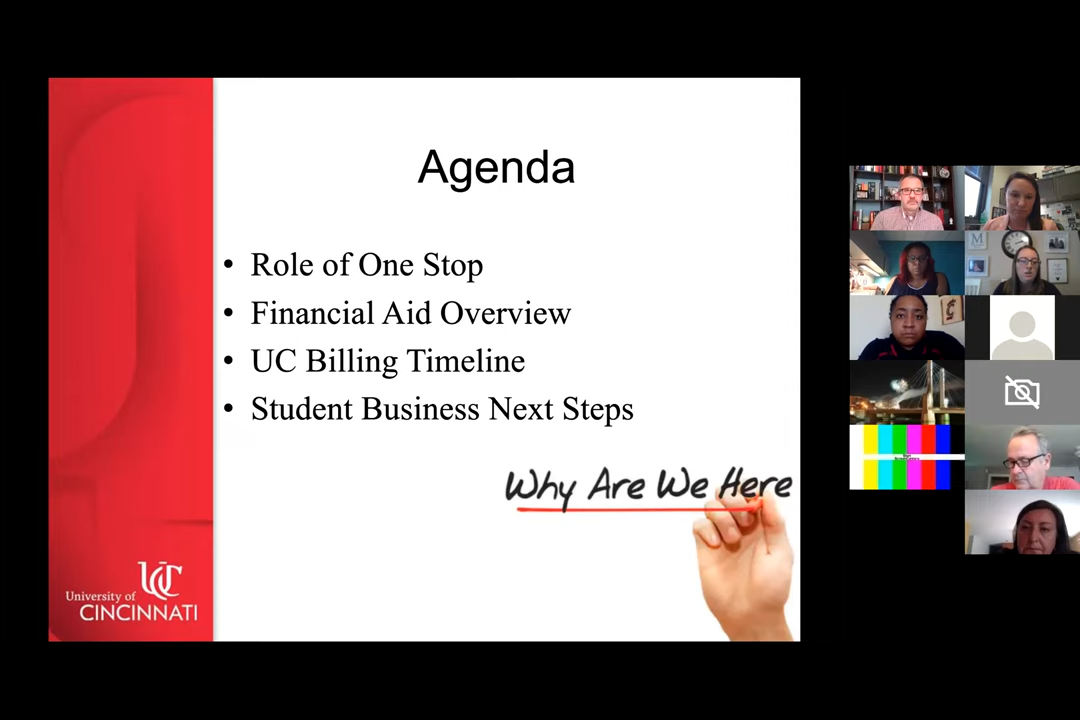 Agenda
• Role of One Stop
• Financial Aid Overview
• UC Billing Timeline
• Student Business Next Steps
Why Are We Here
UC
University of
CINCINNATI
M